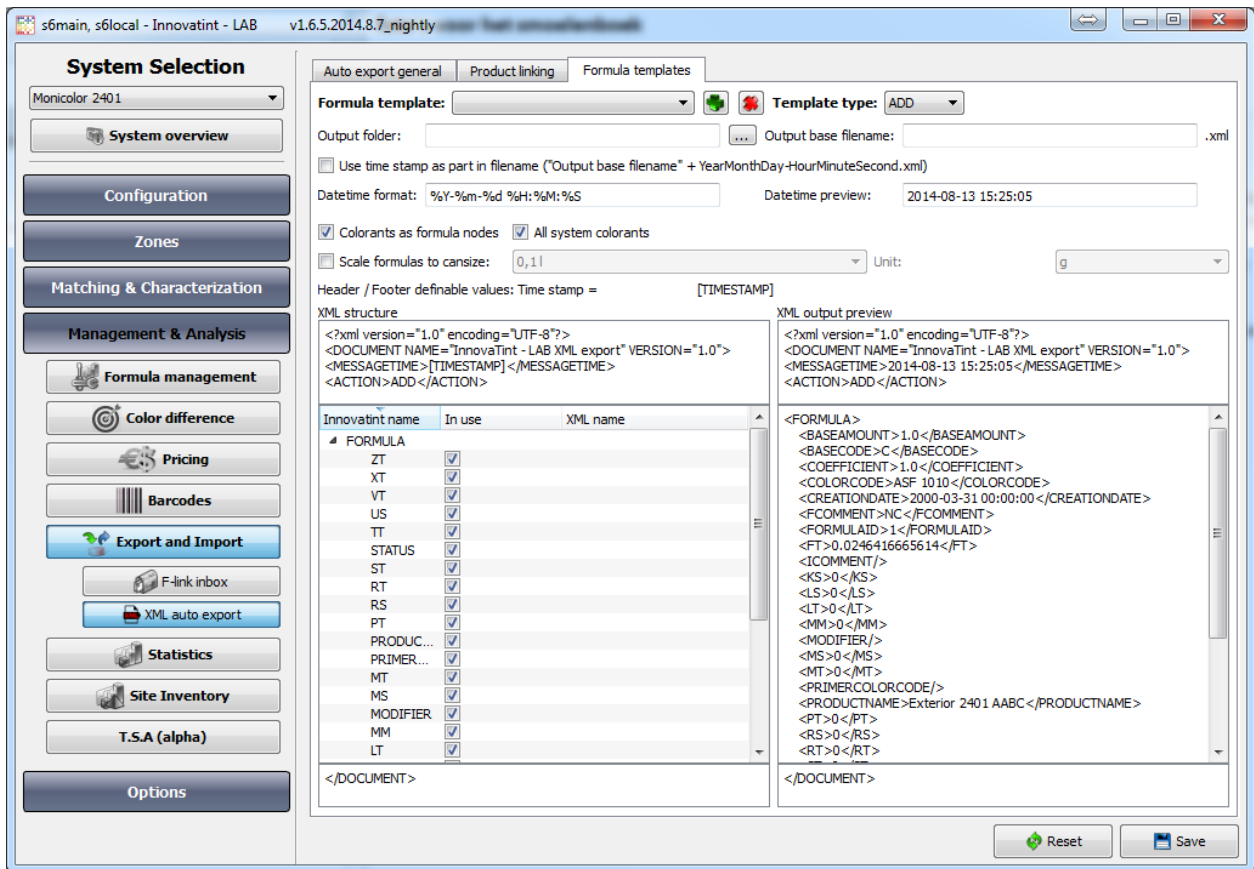 s6main, s6local - Innovatint - LAB v1.6.5.2014.8.7_nightly voor het smoelenboek
System Selection
Monicolor 2401
System overview
Configuration
Zones
Matching & Characterization
Management & Analysis
Formula management
Color difference
Pricing
Barcodes
Export and Import
F-link inbox
XML auto export
Statistics
Site Inventory
T.S.A (alpha)
Options
Auto export general Product linking Formula templates
Formula template: Template type: ADD
Output folder: ... Output base filename: .xml
Use time stamp as part in filename ("Output base filename" + YearMonthDay-HourMinuteSecond.xml)
Datetime format: %Y-%m-%d %H:%M:%S Datetime preview: 2014-08-13 15:25:05
Colorants as formula nodes All system colorants
Scale formulas to cansize: 0,1 l Unit: g
Header / Footer definable values: Time stamp = [TIMESTAMP]
XML structure
<?xml version="1.0" encoding="UTF-8"?>
<DOCUMENT NAME="InnovaTint - LAB XML export" VERSION="1.0">
<MESSAGETIME>[TIMESTAMP]</MESSAGETIME>
<ACTION>ADD</ACTION>
Innovatint name In use XML name
FORMULA
ZT
XT
VT
US
TT
STATUS
ST
RT
RS
PT
PRODUC...
PRIMER...
MT
MS
MODIFIER
MM
LT
</DOCUMENT>
XML output preview
<?xml version="1.0" encoding="UTF-8"?>
<DOCUMENT NAME="InnovaTint - LAB XML export" VERSION="1.0">
<MESSAGETIME>2014-08-13 15:25:05</MESSAGETIME>
<ACTION>ADD</ACTION>
<FORMULA>
<BASEAMOUNT>1.0</BASEAMOUNT>
<BASECODE>C</BASECODE>
<COEFFICIENT>1.0</COEFFICIENT>
<COLORCODE>ASF 1010</COLORCODE>
<CREATIONDATE>2000-03-31 00:00:00</CREATIONDATE>
<FCOMMENT>NC</FCOMMENT>
<FORMULAID>1</FORMULAID>
<FT>0.0246416665614</FT>
<ICOMMENT/>
<KS>0</KS>
<LS>0</LS>
<LT>0</LT>
<MM>0</MM>
<MODIFIER/>
<MS>0</MS>
<MT>0</MT>
<PRIMERCOLORCODE/>
<PRODUCTNAME>Exterior 2401 AABC</PRODUCTNAME>
<PT>0</PT>
<RS>0</RS>
<RT>0</RT>
</DOCUMENT>
Reset Save